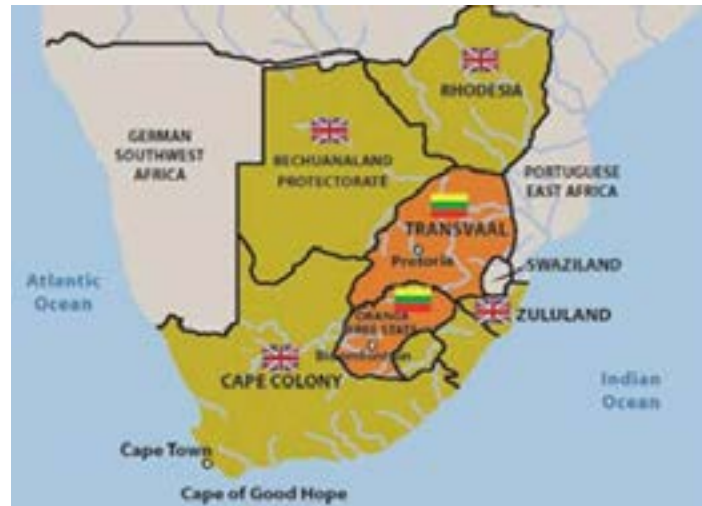 RHODESIA
GERMAN
SOUTHWEST
AFRICA
BECHUANALAND
PROTECTORATE
PORTUGUESE
EAST AFRICA
TRANSVAAL
Pretoria
SWAZILAND
Atlantic
Ocean
ORANGE
FREE STATE
ZULULAND
CAPE COLONY
Indian
Ocean
Cape Town
Cape of Good Hope